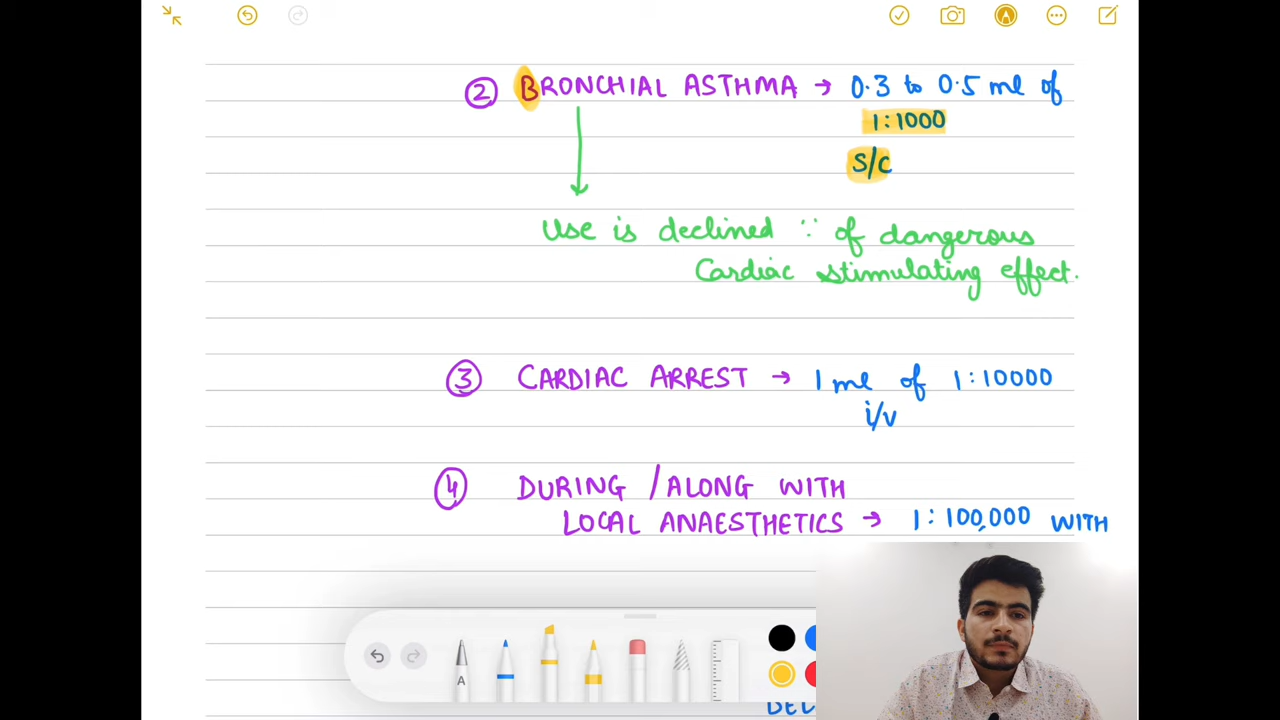 ② BRONCHIAL ASTHMA → 0.3 to 0.5 ml of
1:1000
S/C
Use is declined ∵ of dangerous
Cardiac stimulating effect.
③ CARDIAC ARREST → 1 ml of 1:10000
i/v
④ DURING /ALONG WITH
LOCAL ANAESTHETICS → 1:100,000 WITH
A